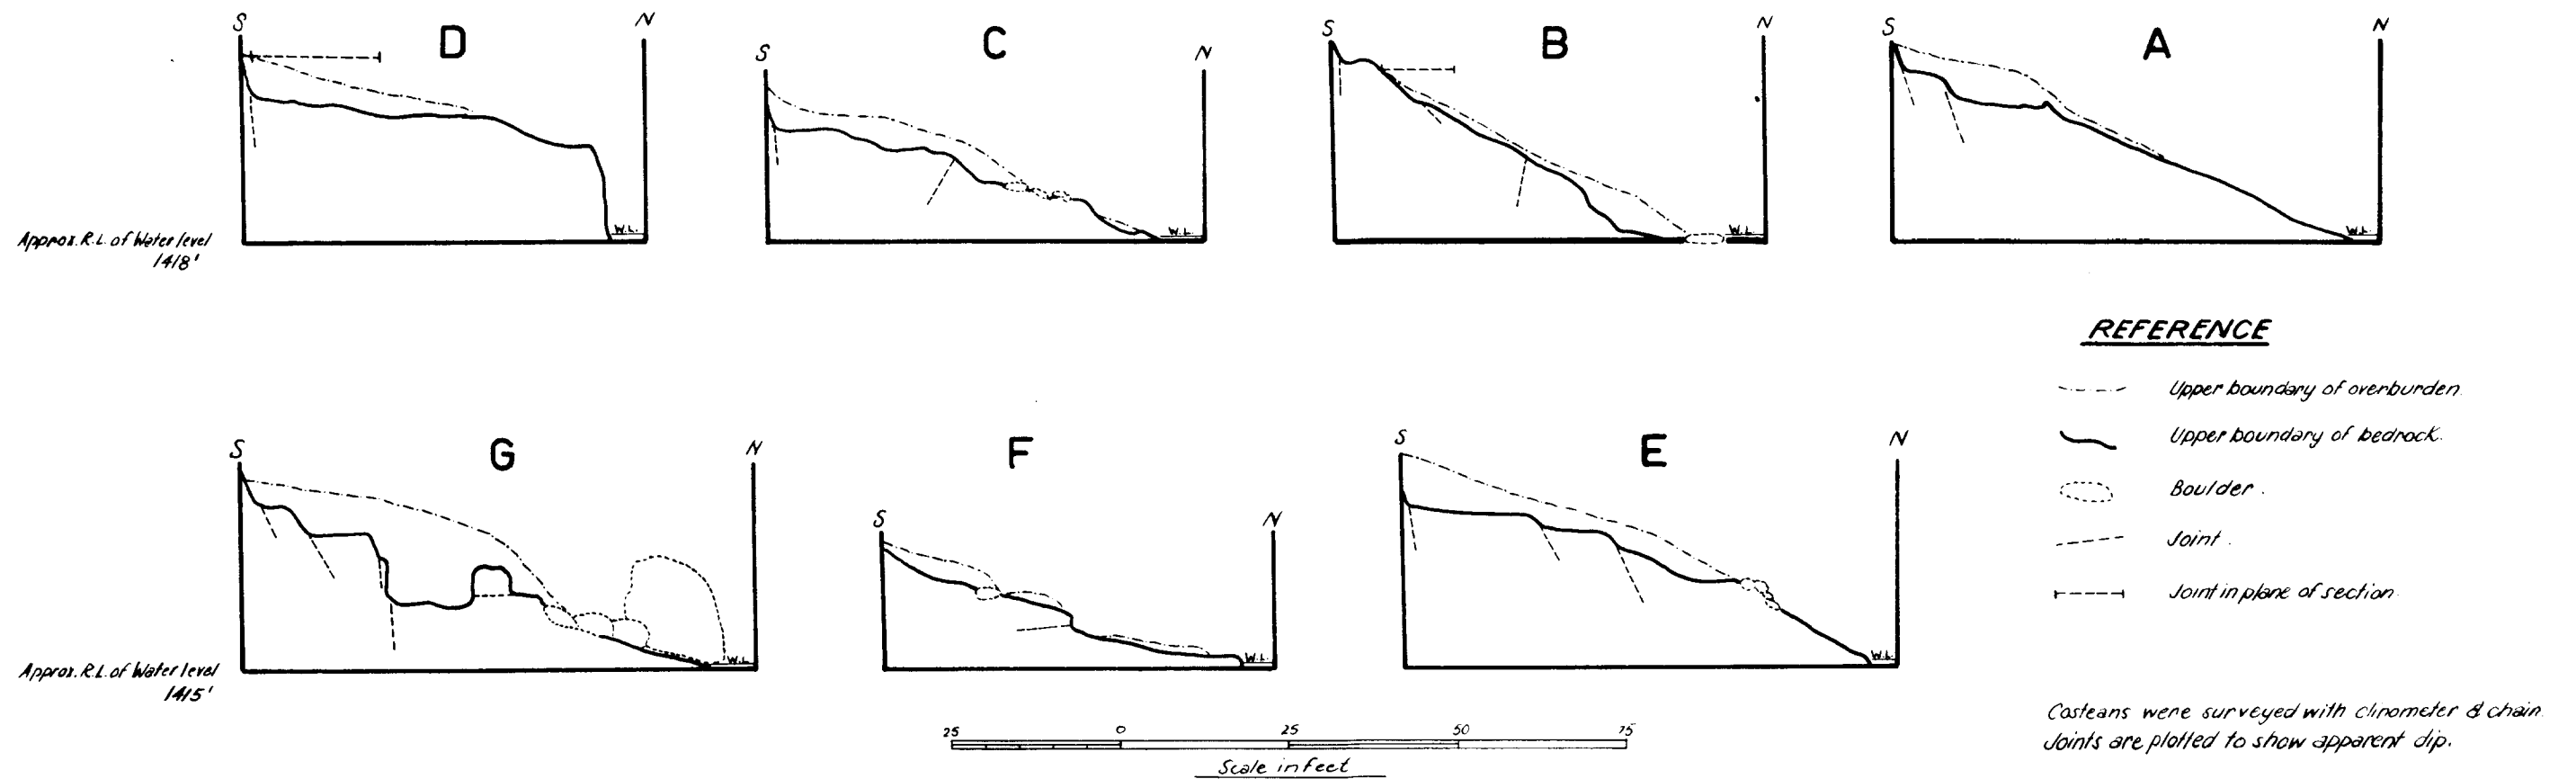 S D N
S C N
S B N
S A N
W.L.
W.L.
W.L.
W.L.
Approx. R.L. of Water level
1418'
REFERENCE
Upper boundary of overburden.
Upper boundary of bedrock.
Boulder.
Joint.
Joint in plane of section.
S G N
S F N
S E N
W.L.
W.L.
W.L.
Approx. R.L. of Water level
1415'
25 0 25 50 75
Scale in feet
Costeans were surveyed with clinometer & chain.
Joints are plotted to show apparent dip.